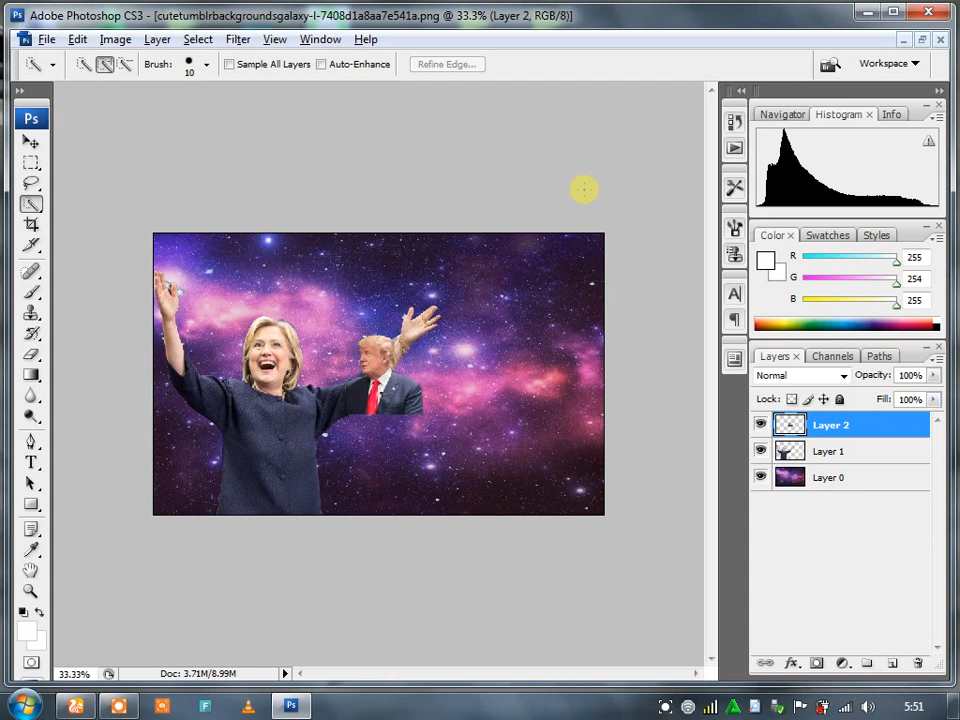 Adobe Photoshop CS3 - [cutetumblrbackgroundsgalaxy-l-7408d1a8aa7e541a.png @ 33.3% (Layer 2, RGB/8)]
File Edit Image Layer Select Filter View Window Help
Brush: 10 Sample All Layers Auto-Enhance Refine Edge... Workspace
Ps
Navigator Histogram Info
Color Swatches Styles
R 255
G 254
B 255
Layers Channels Paths
Normal Opacity: 100%
Lock: Fill: 100%
Layer 2
Layer 1
Layer 0
33.33% Doc: 3.71M/8.99M
5:51